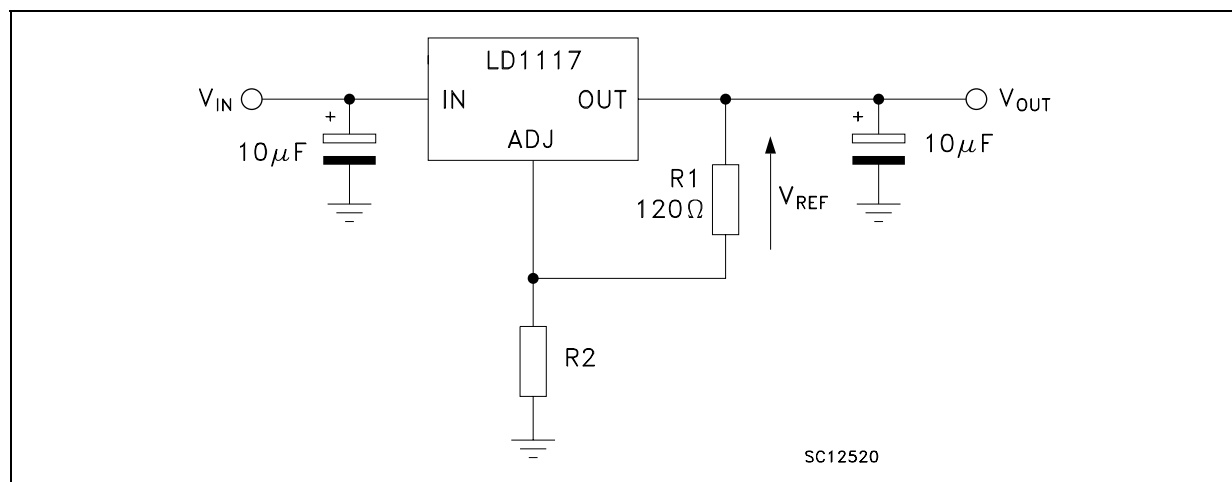 LD1117
V_IN
IN
OUT
V_OUT
+
10μF
ADJ
+
10μF
R1
120Ω
V_REF
R2
SC12520